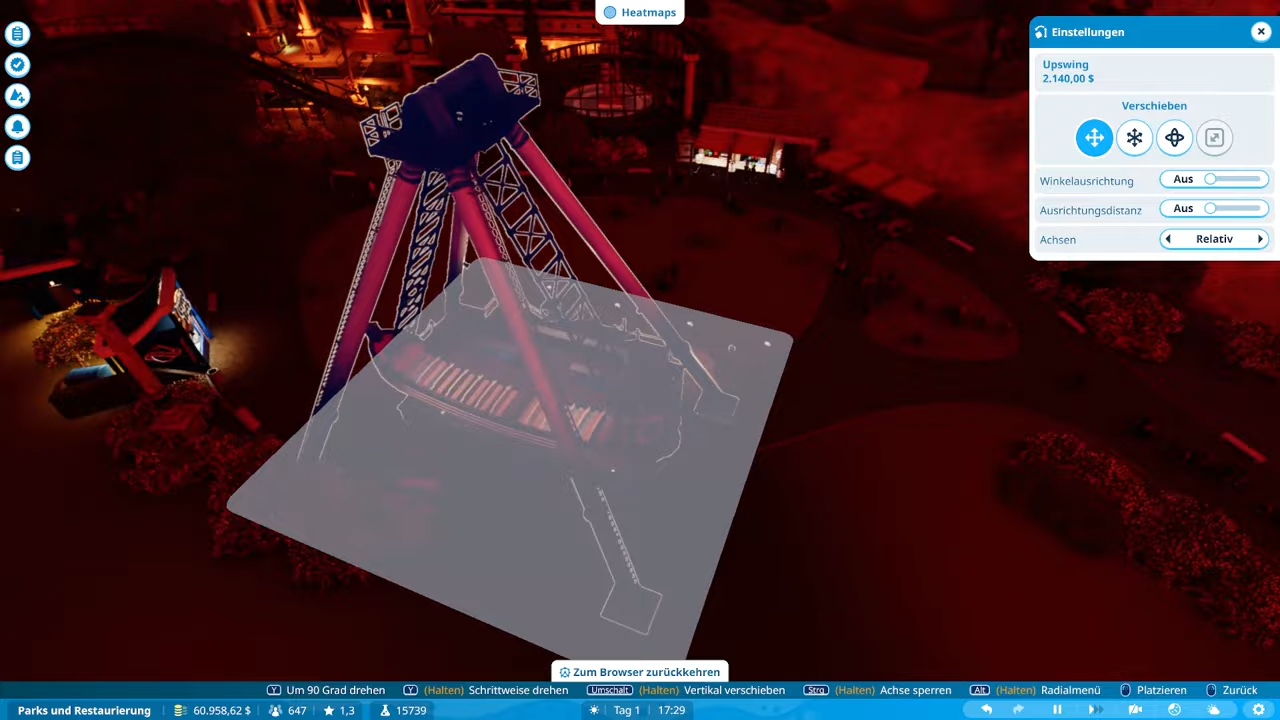 Heatmaps
Einstellungen
Upswing
2.140,00 $
Verschieben
Winkelausrichtung Aus
Ausrichtungsdistanz Aus
Achsen Relativ
Zum Browser zurückkehren
Y Um 90 Grad drehen Y (Halten) Schrittweise drehen Umschalt (Halten) Vertikal verschieben Strg (Halten) Achse sperren Alt (Halten) Radialmenü Platzieren Zurück
Parks und Restaurierung 60.958,62 $ 647 1,3 15739 Tag 1 17:29